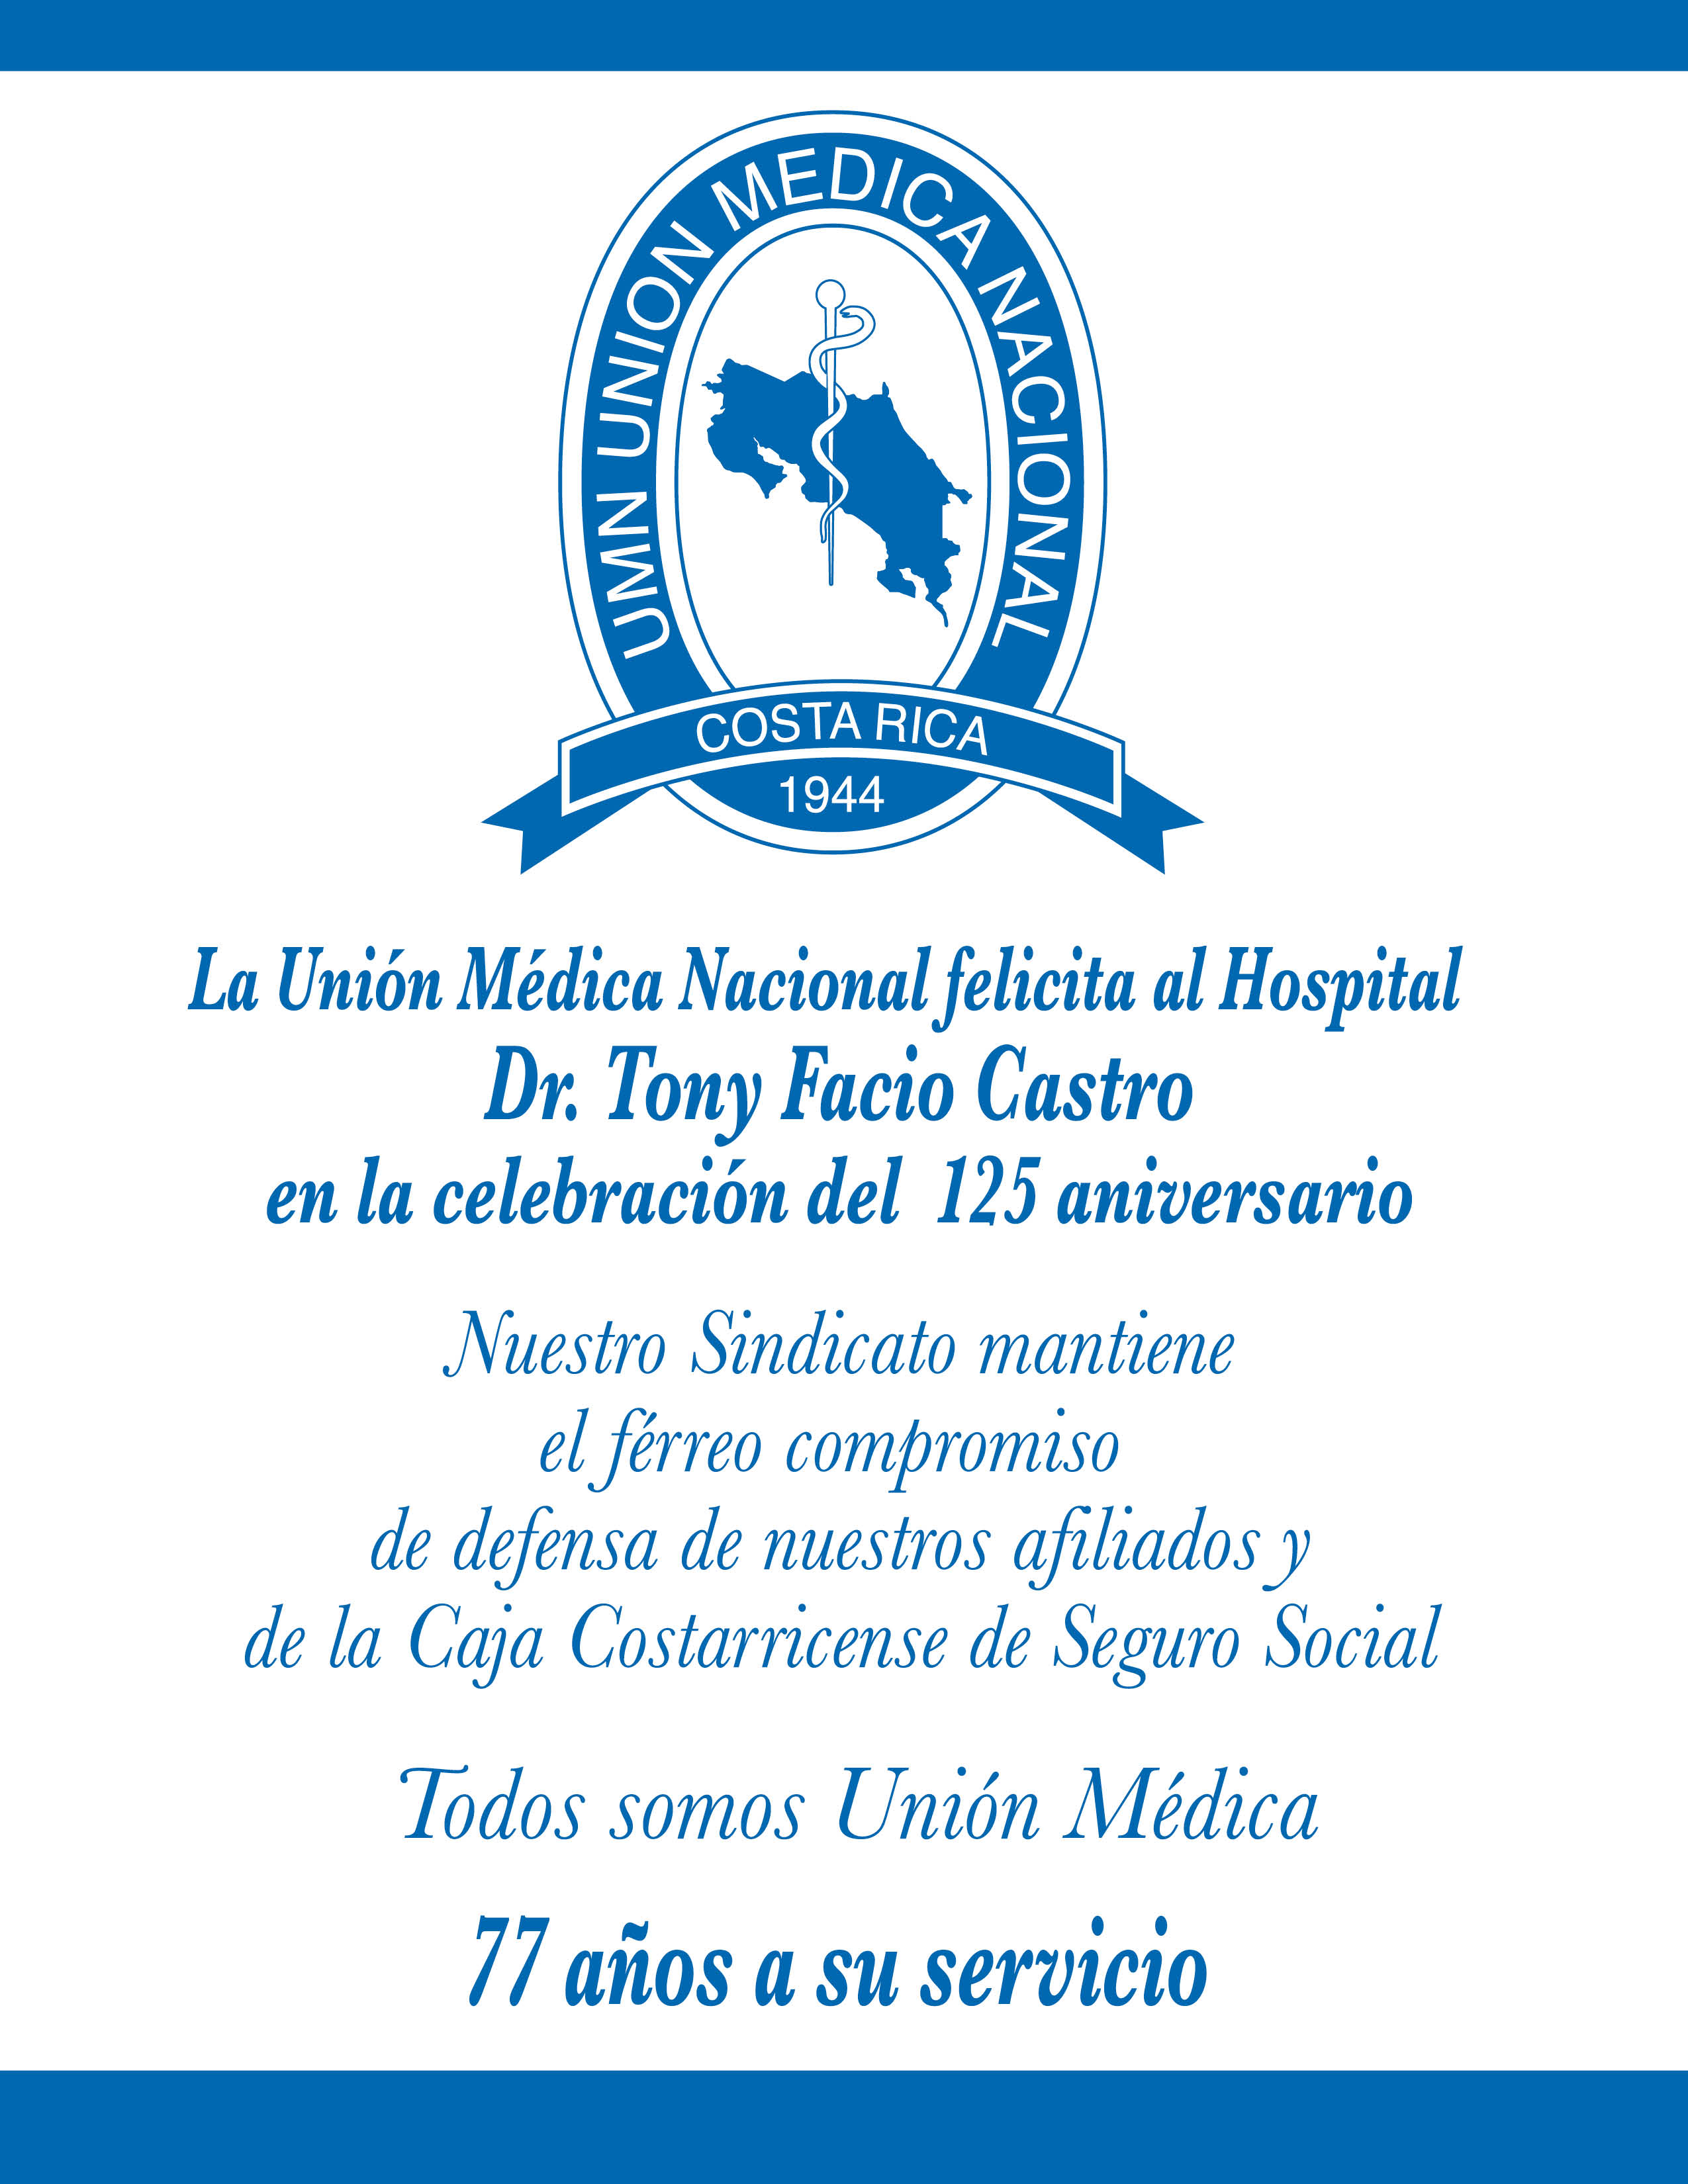 UMN UNION MEDICA NACIONAL
COSTA RICA
1944
La Unión Médica Nacional felicita al Hospital
Dr. Tony Facio Castro
en la celebración del 125 aniversario
Nuestro Sindicato mantiene
el férreo compromiso
de defensa de nuestros afiliados y
de la Caja Costarricense de Seguro Social
Todos somos Unión Médica
77 años a su servicio